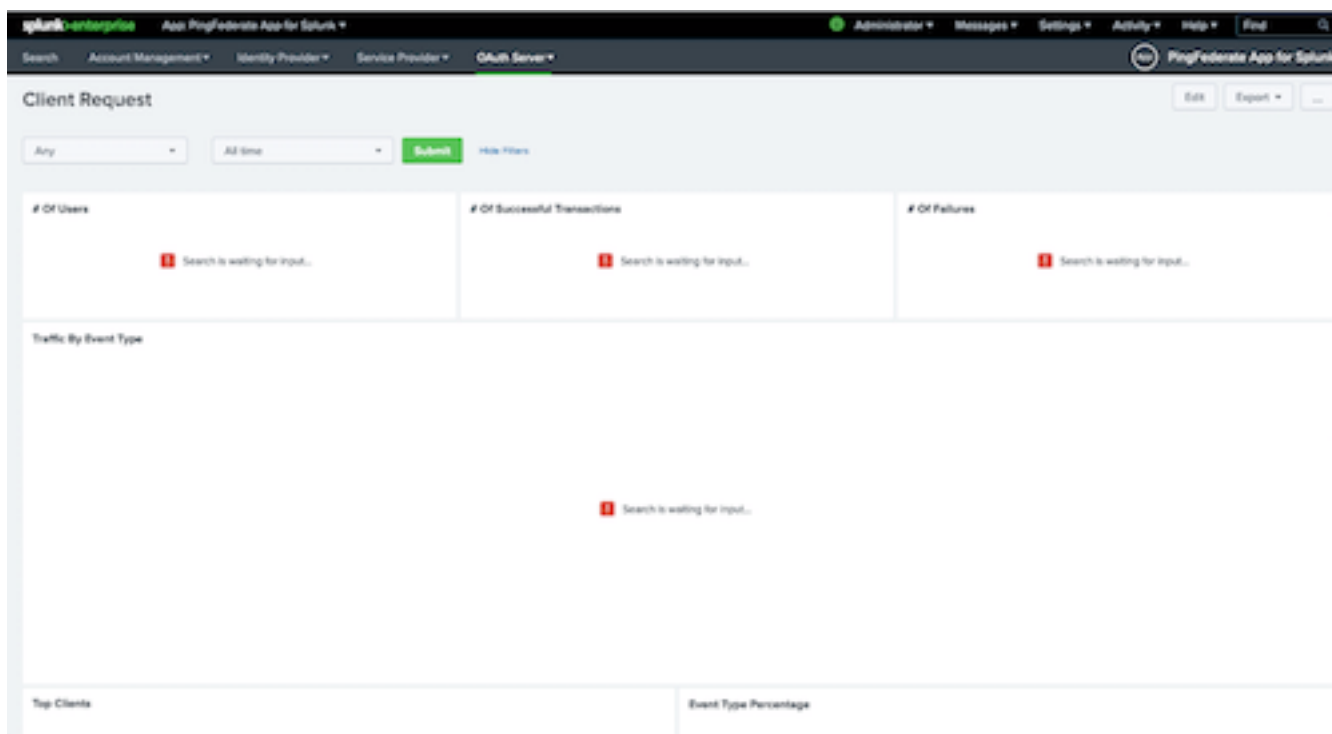 splunk>enterprise App: PingFederate App for Splunk Administrator Messages Settings Activity Help Find
Search Account Management Identity Provider Service Provider OAuth Server PingFederate App for Splunk
Client Request Edit Export ...
Any All time Submit Hide Filters
# Of Users # Of Successful Transactions # Of Failures
Search is waiting for input... Search is waiting for input... Search is waiting for input...
Traffic By Event Type
Search is waiting for input...
Top Clients Event Type Percentage